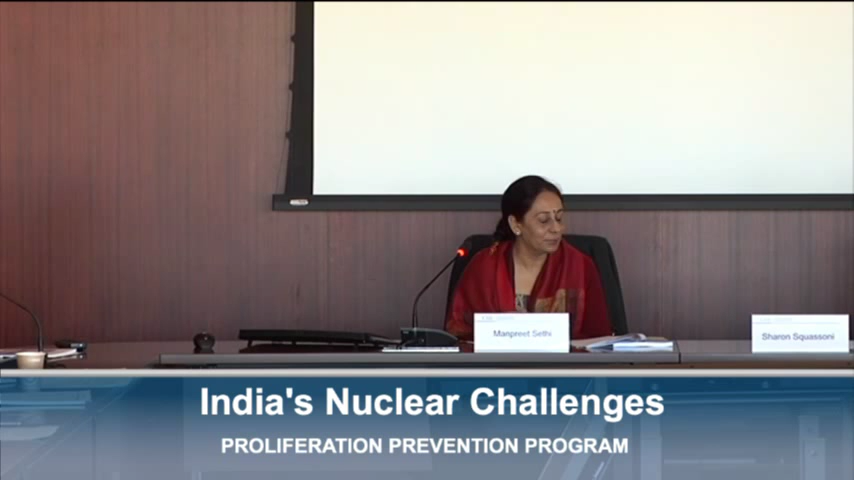 Manpreet Sethi
Sharon Squassoni
India's Nuclear Challenges
PROLIFERATION PREVENTION PROGRAM